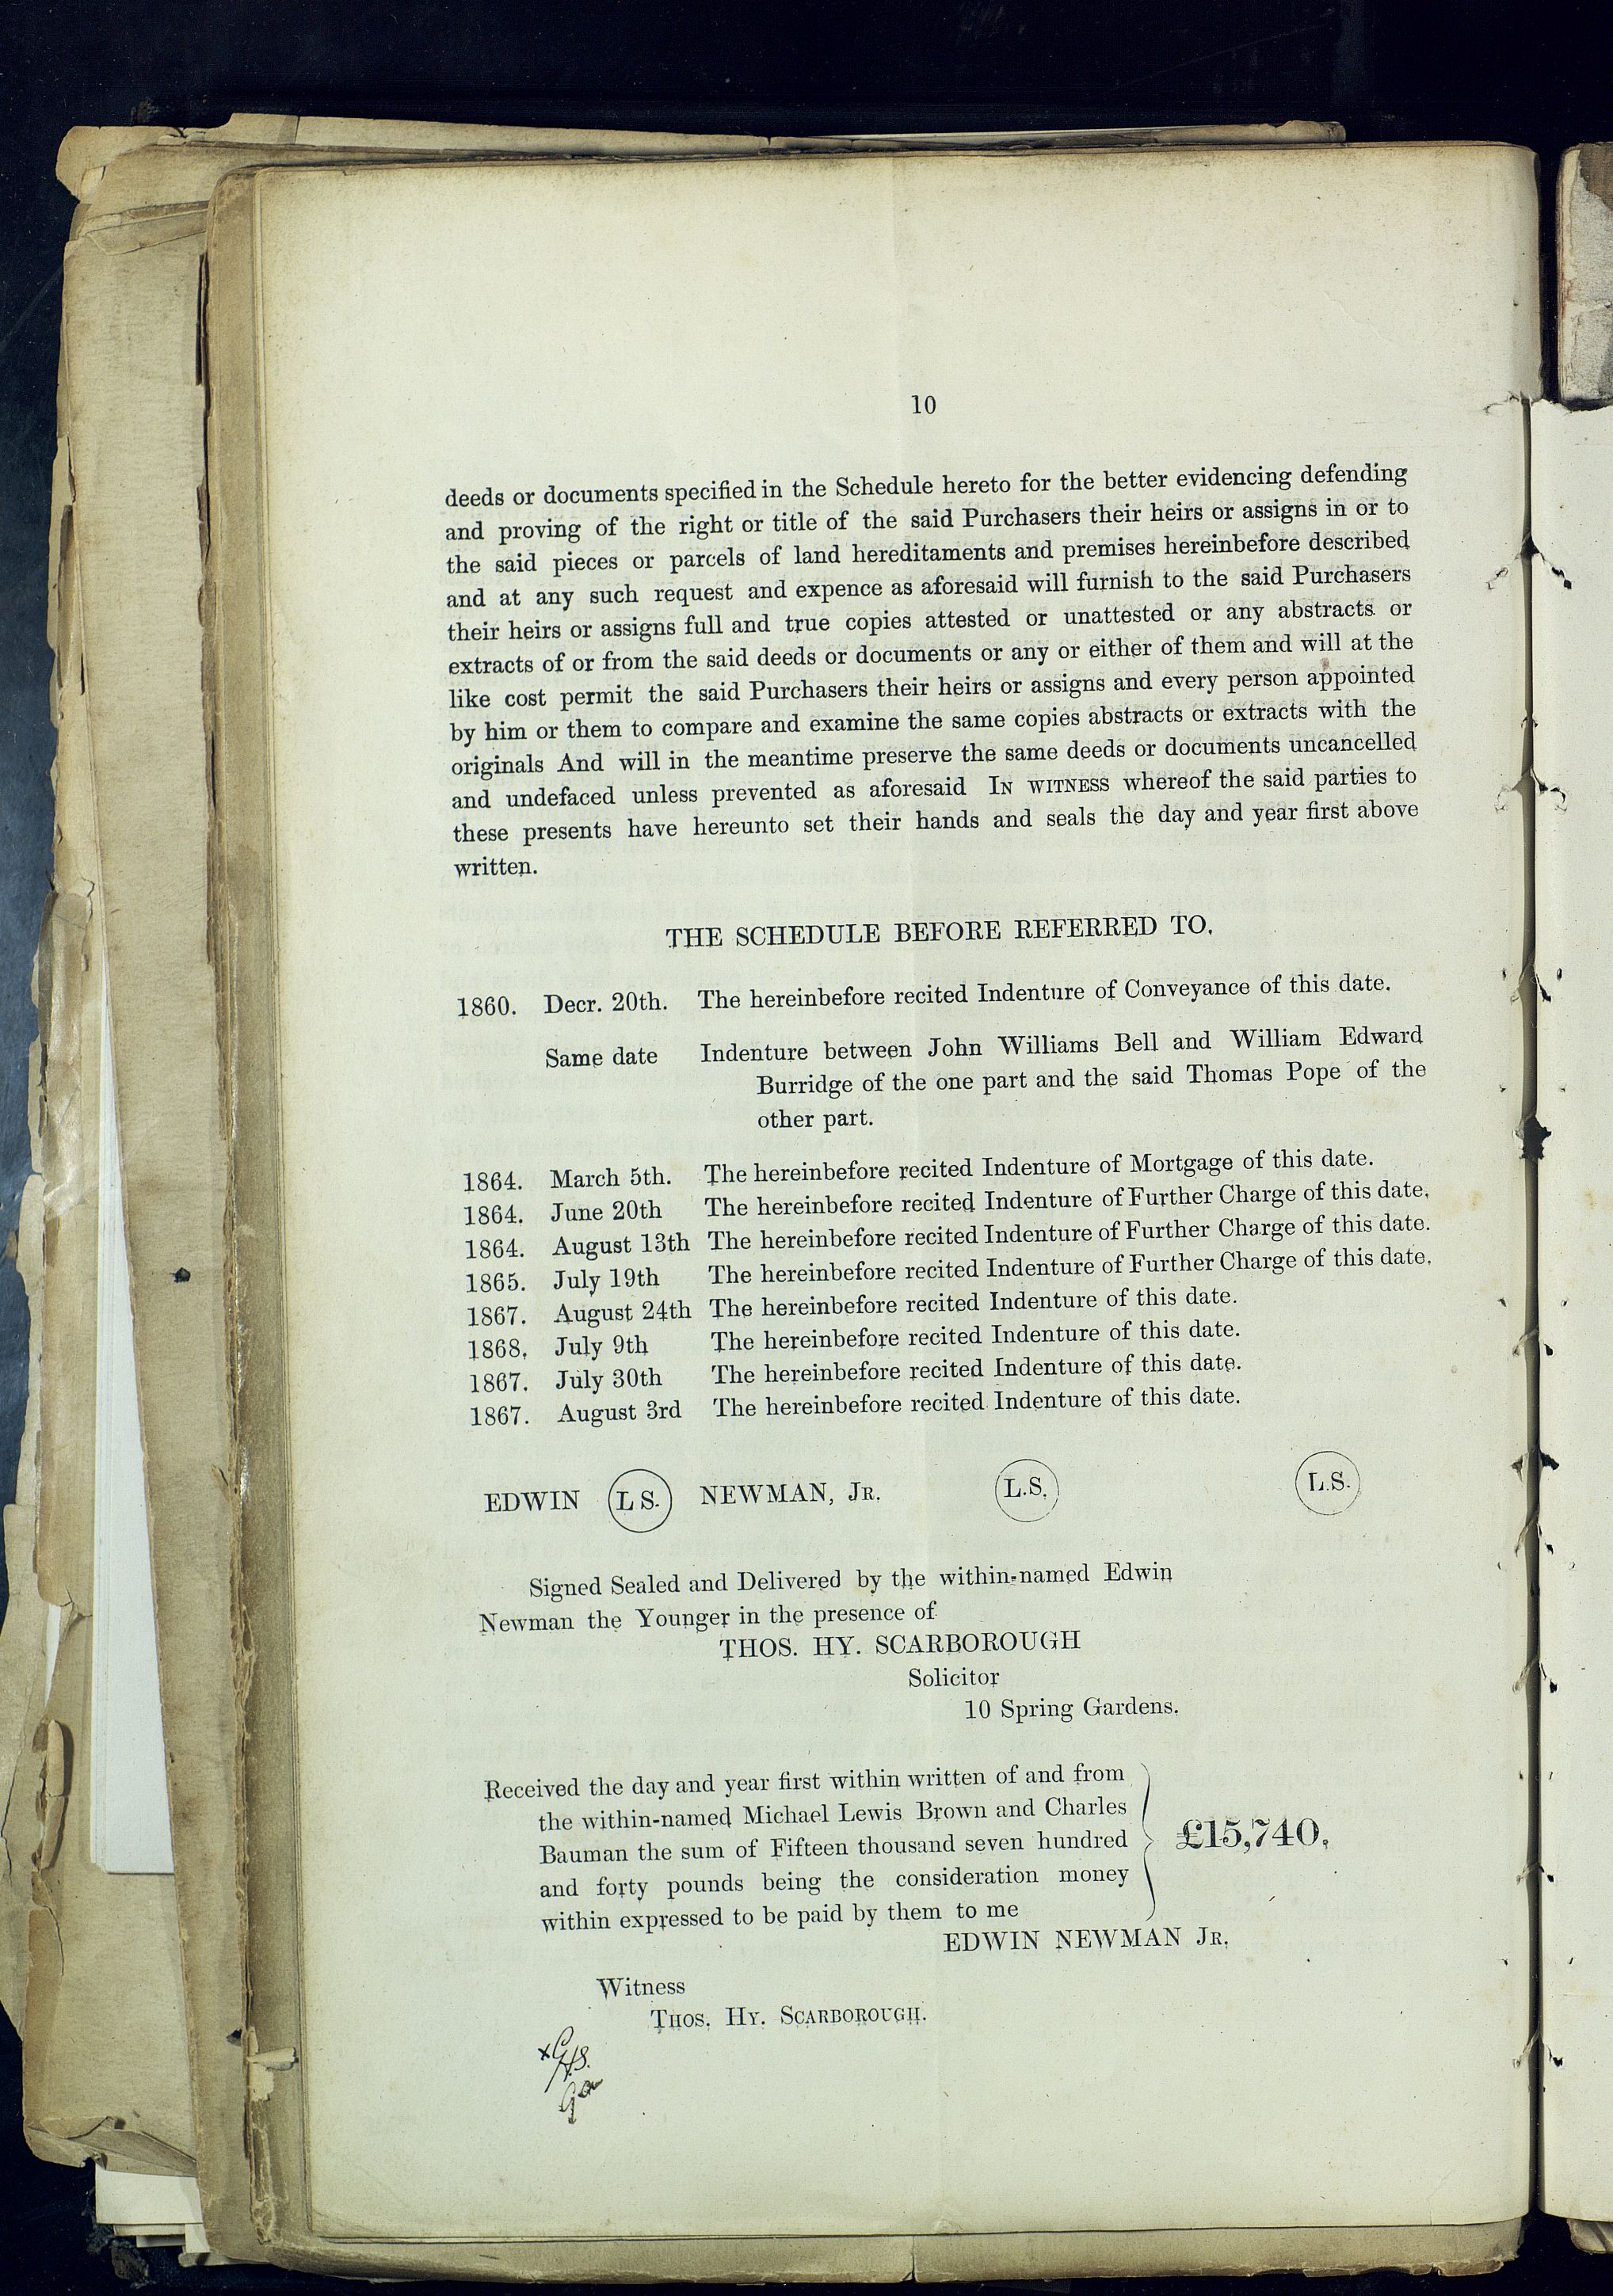 10
deeds or documents specified in the Schedule hereto for the better evidencing defending
and proving of the right or title of the said Purchasers their heirs or assigns in or to
the said pieces or parcels of land hereditaments and premises hereinbefore described
and at any such request and expence as aforesaid will furnish to the said Purchasers
their heirs or assigns full and true copies attested or unattested or any abstracts or
extracts of or from the said deeds or documents or any or either of them and will at the
like cost permit the said Purchasers their heirs or assigns and every person appointed
by him or them to compare and examine the same copies abstracts or extracts with the
originals And will in the meantime preserve the same deeds or documents uncancelled
and undefaced unless prevented as aforesaid IN WITNESS whereof the said parties to
these presents have hereunto set their hands and seals the day and year first above
written.
THE SCHEDULE BEFORE REFERRED TO.
1860. Decr. 20th. The hereinbefore recited Indenture of Conveyance of this date.
Same date Indenture between John Williams Bell and William Edward
Burridge of the one part and the said Thomas Pope of the
other part.
1864. March 5th. The hereinbefore recited Indenture of Mortgage of this date.
1864. June 20th The hereinbefore recited Indenture of Further Charge of this date.
1864. August 13th The hereinbefore recited Indenture of Further Charge of this date.
1865. July 19th The hereinbefore recited Indenture of Further Charge of this date.
1867. August 24th The hereinbefore recited Indenture of this date.
1868. July 9th The hereinbefore recited Indenture of this date.
1867. July 30th The hereinbefore recited Indenture of this date.
1867. August 3rd The hereinbefore recited Indenture of this date.
EDWIN L S. NEWMAN, JR. L.S. L.S.
Signed Sealed and Delivered by the within-named Edwin
Newman the Younger in the presence of
THOS. HY. SCARBOROUGH
Solicitor
10 Spring Gardens.
Received the day and year first within written of and from
the within-named Michael Lewis Brown and Charles
Bauman the sum of Fifteen thousand seven hundred
and forty pounds being the consideration money
within expressed to be paid by them to me
£15,740.
EDWIN NEWMAN JR.
Witness
THOS. HY. SCARBOROUGH.